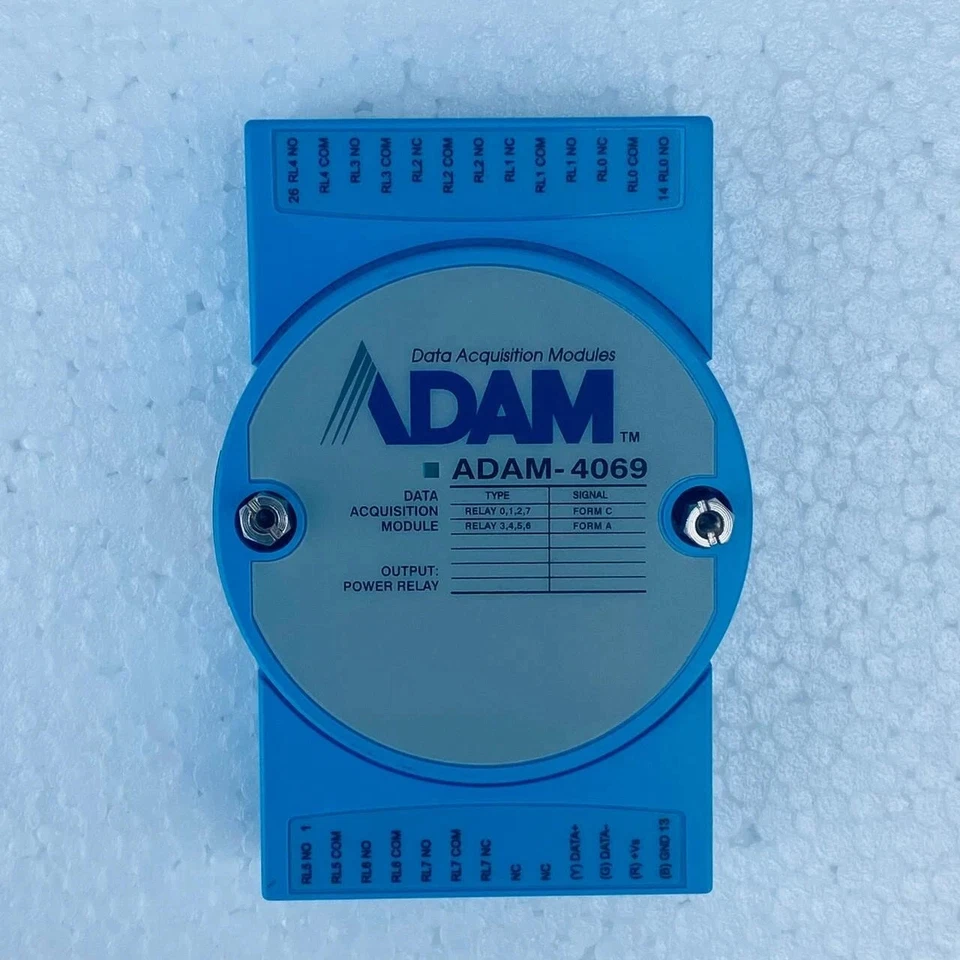 26 RL4 NO
RL4 COM
RL3 NO
RL3 COM
RL2 NC
RL2 COM
RL2 NO
RL1 NC
RL1 COM
RL1 NO
RL0 NC
RL0 COM
14 RL0 NO
Data Acquisition Modules
ADAM TM
ADAM-4069
DATA ACQUISITION MODULE
TYPE SIGNAL
RELAY 0,1,2,7 FORM C
RELAY 3,4,5,6 FORM A
OUTPUT:
POWER RELAY
RL5 NO 1
RL5 COM
RL6 NO
RL6 COM
RL7 NO
RL7 COM
RL7 NC
NC
NC
(Y) DATA+
(G) DATA-
(R) +Vs
(B) GND 13